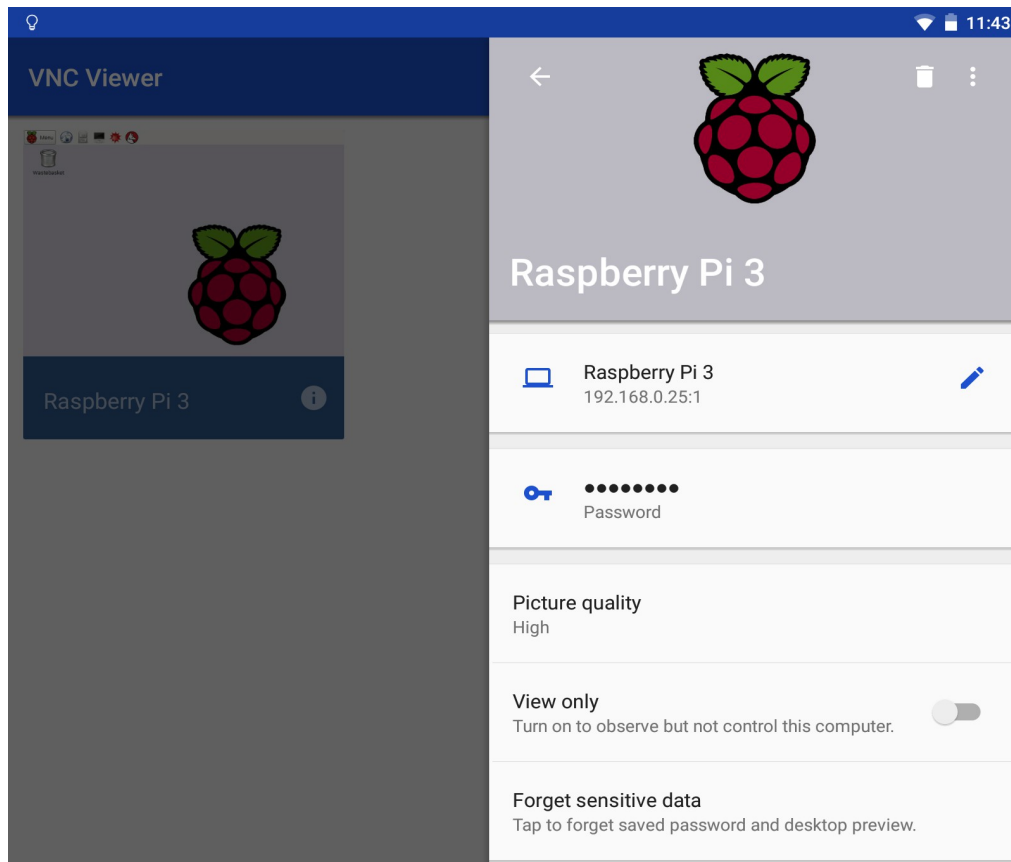 11:43
VNC Viewer
Menu
Wastebasket
Raspberry Pi 3
Raspberry Pi 3
Raspberry Pi 3
192.168.0.25:1
••••••••
Password
Picture quality
High
View only
Turn on to observe but not control this computer.
Forget sensitive data
Tap to forget saved password and desktop preview.